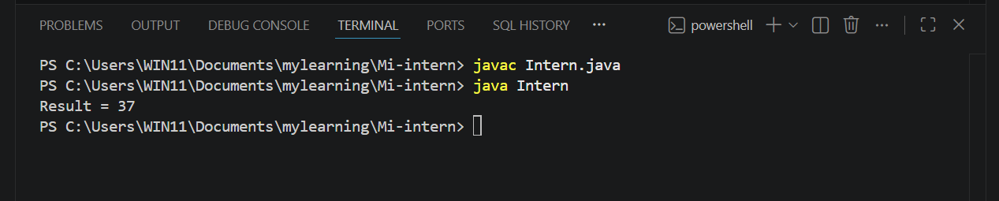 PROBLEMS OUTPUT DEBUG CONSOLE TERMINAL PORTS SQL HISTORY ··· powershell ···
PS C:\Users\WIN11\Documents\mylearning\Mi-intern> javac Intern.java
PS C:\Users\WIN11\Documents\mylearning\Mi-intern> java Intern
Result = 37
PS C:\Users\WIN11\Documents\mylearning\Mi-intern>